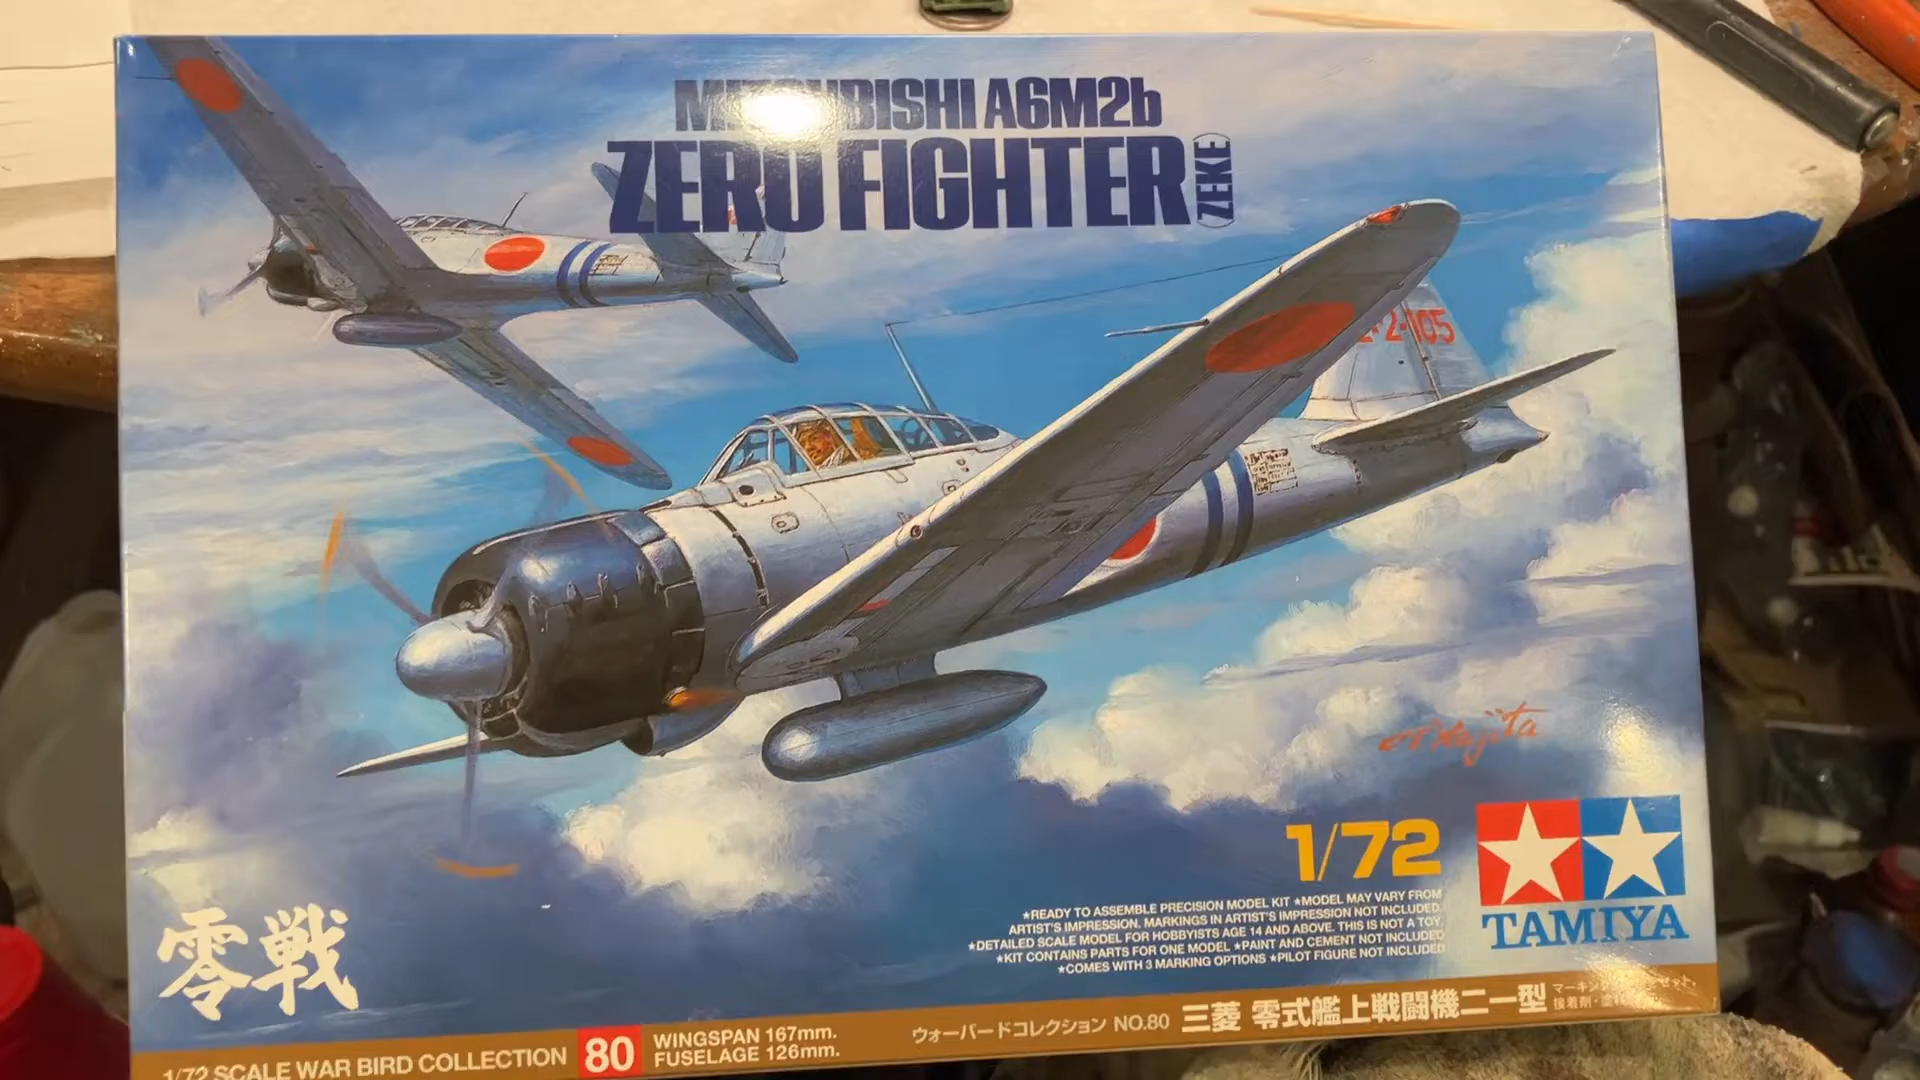 MITSUBISHI A6M2b
ZERO FIGHTER
(ZEKE)
2-105
Kajita
1/72
★READY TO ASSEMBLE PRECISION MODEL KIT ★MODEL MAY VARY FROM
ARTIST'S IMPRESSION. MARKINGS IN ARTIST'S IMPRESSION NOT INCLUDED.
★DETAILED SCALE MODEL FOR HOBBYISTS AGE 14 AND ABOVE. THIS IS NOT A TOY.
★KIT CONTAINS PARTS FOR ONE MODEL ★PAINT AND CEMENT NOT INCLUDED
★COMES WITH 3 MARKING OPTIONS ★PILOT FIGURE NOT INCLUDED
TAMIYA
零戦
1/72 SCALE WAR BIRD COLLECTION
80
WINGSPAN 167mm.
FUSELAGE 126mm.
ウォーバードコレクション NO.80
三菱 零式艦上戦闘機二一型
接着剤・